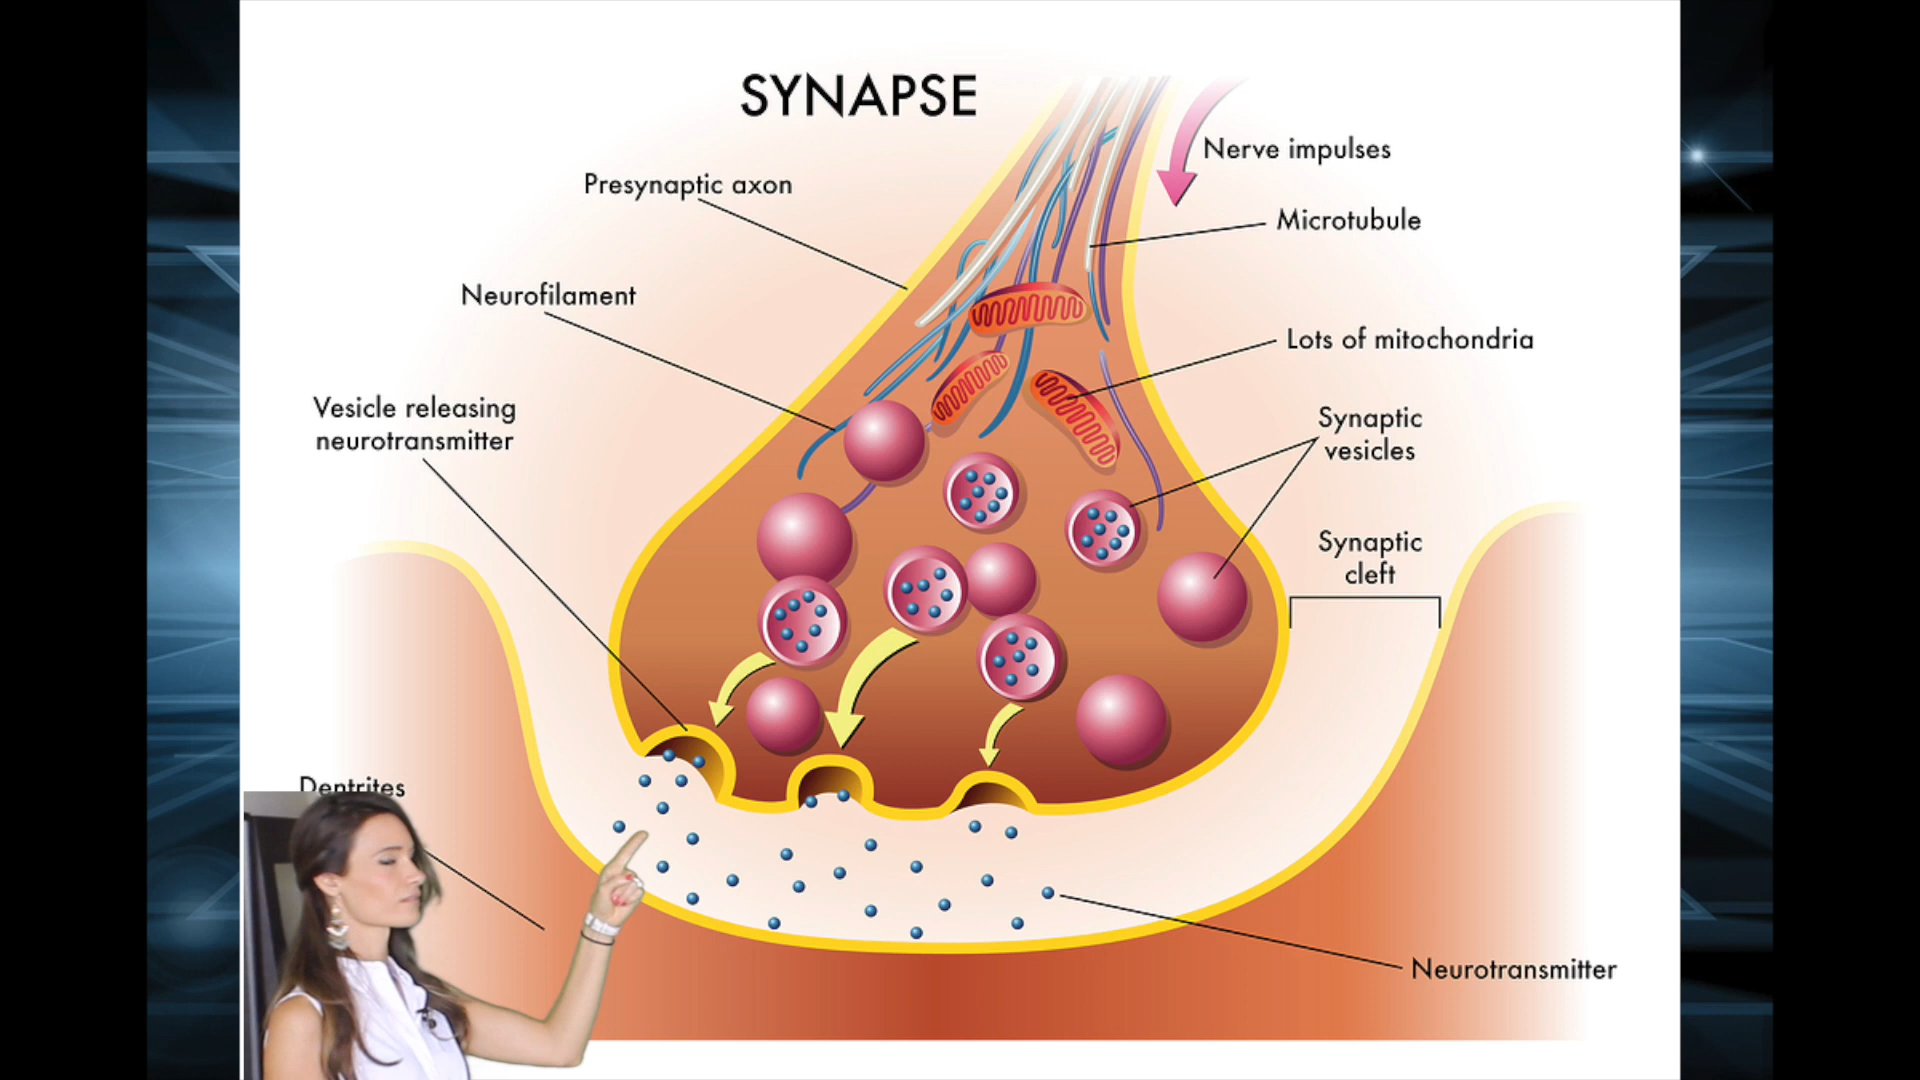 SYNAPSE
Nerve impulses
Presynaptic axon
Microtubule
Neurofilament
Lots of mitochondria
Vesicle releasing
neurotransmitter
Synaptic
vesicles
Synaptic
cleft
Dentrites
Neurotransmitter